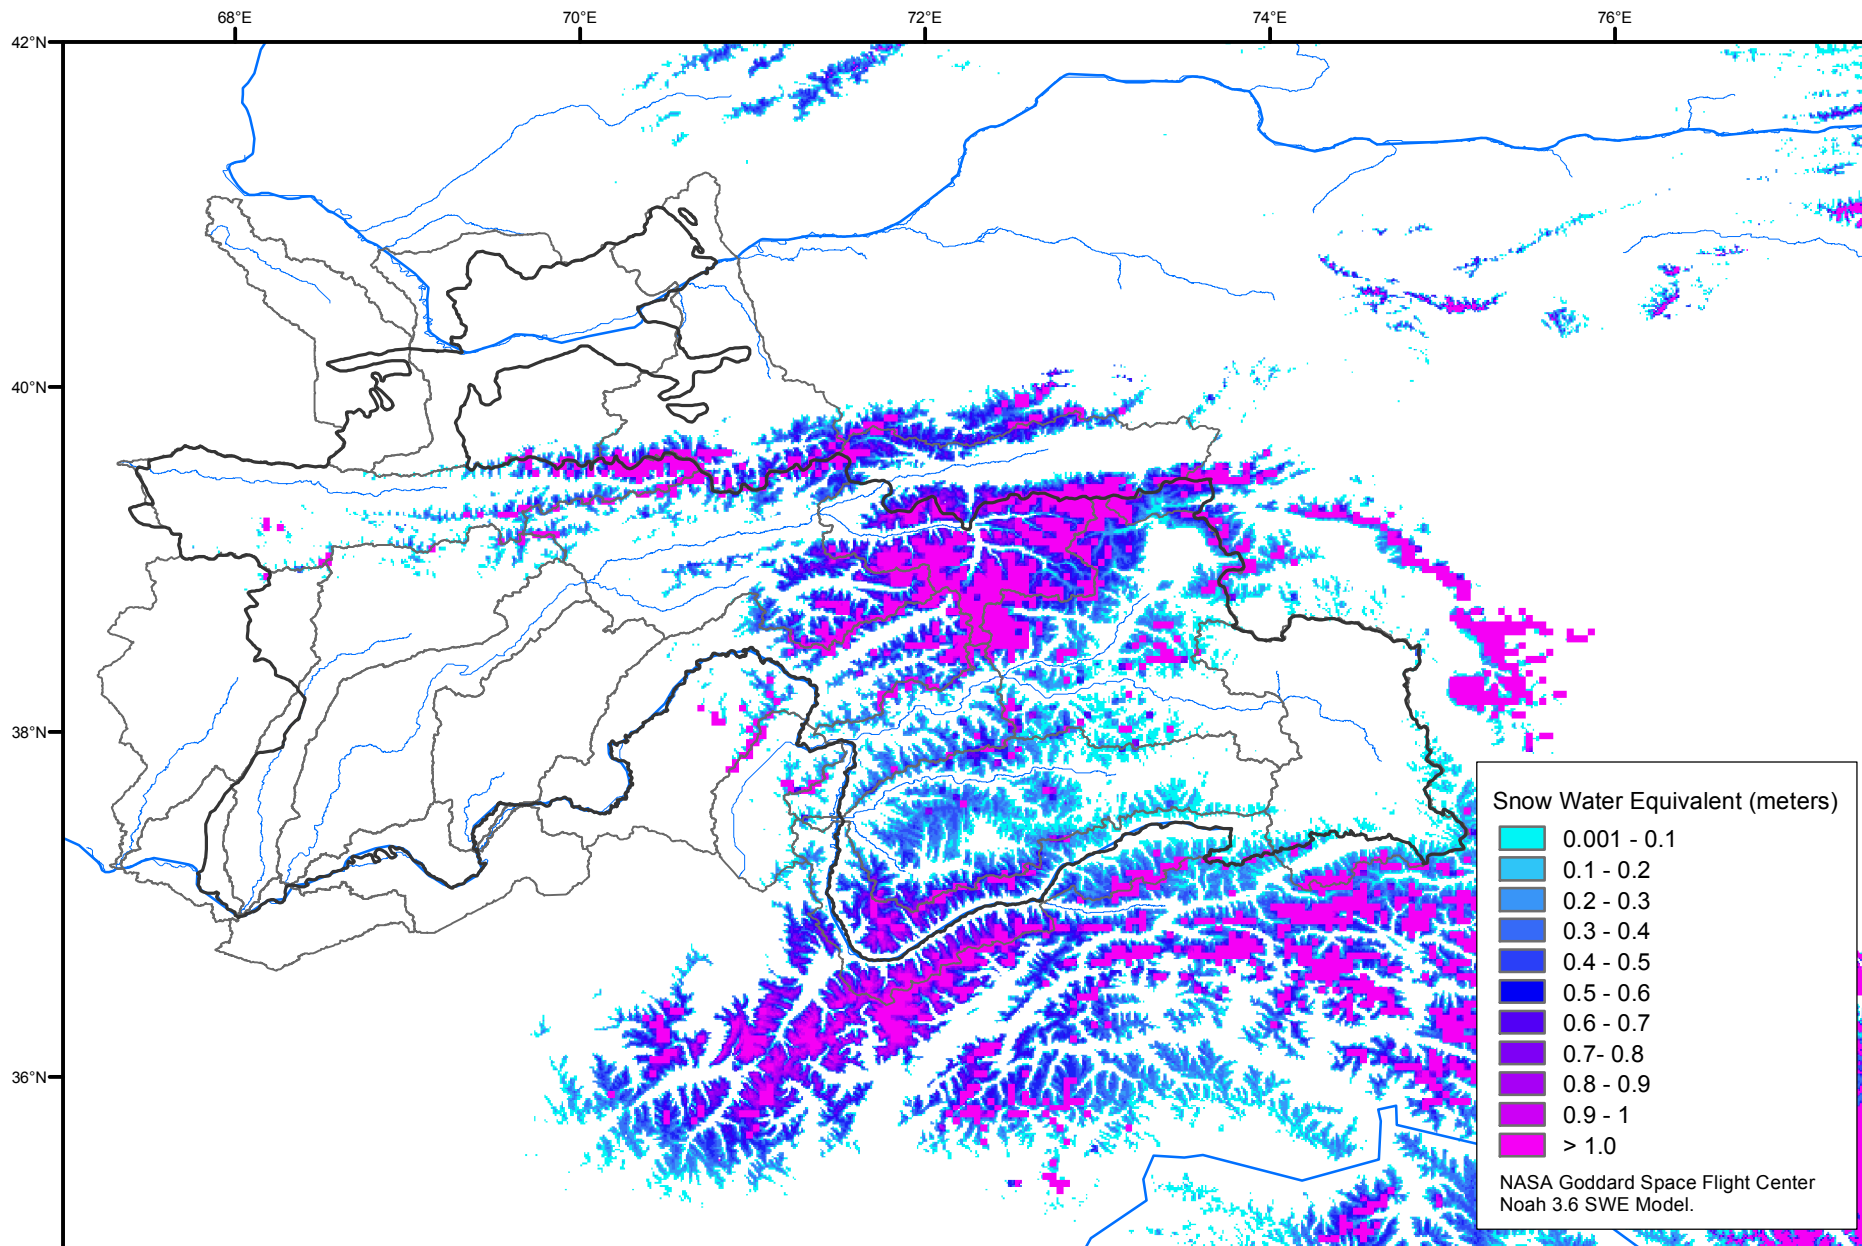 68°E
70°E
72°E
74°E
76°E
42°N
40°N
38°N
36°N
Snow Water Equivalent (meters)
0.001 - 0.1
0.1 - 0.2
0.2 - 0.3
0.3 - 0.4
0.4 - 0.5
0.5 - 0.6
0.6 - 0.7
0.7- 0.8
0.8 - 0.9
0.9 - 1
> 1.0
NASA Goddard Space Flight Center
Noah 3.6 SWE Model.